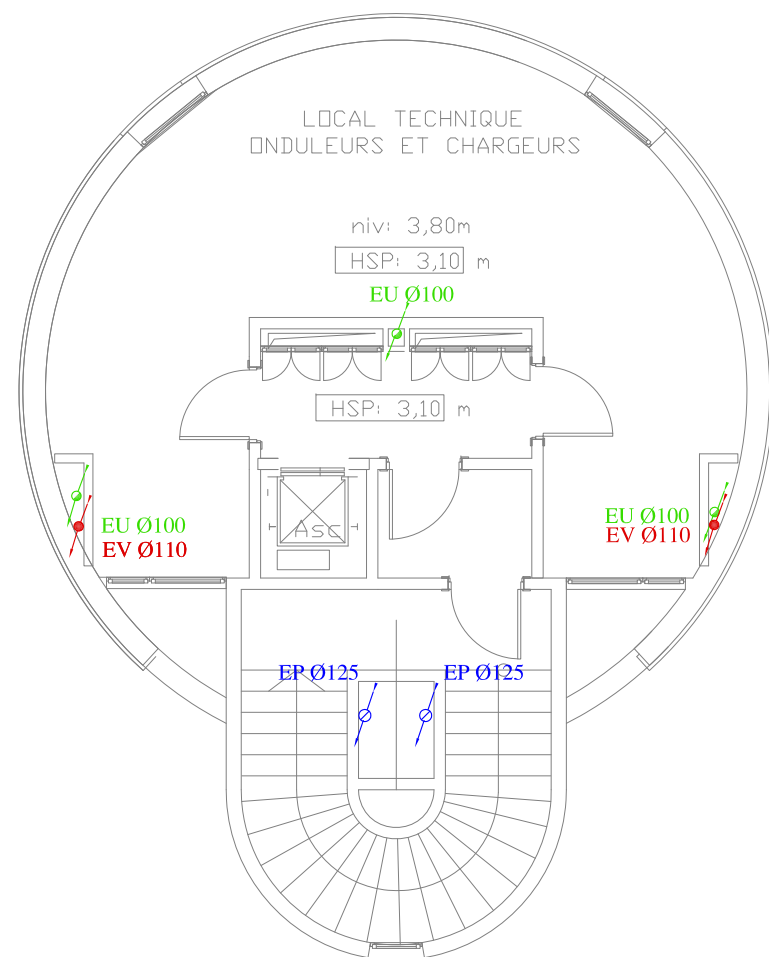 LOCAL TECHNIQUE
ONDULEURS ET CHARGEURS
niv: 3,80m
HSP: 3,10 m
EU Ø100
HSP: 3,10 m
Asc
EU Ø100
EV Ø110
EU Ø100
EV Ø110
EP Ø125
EP Ø125